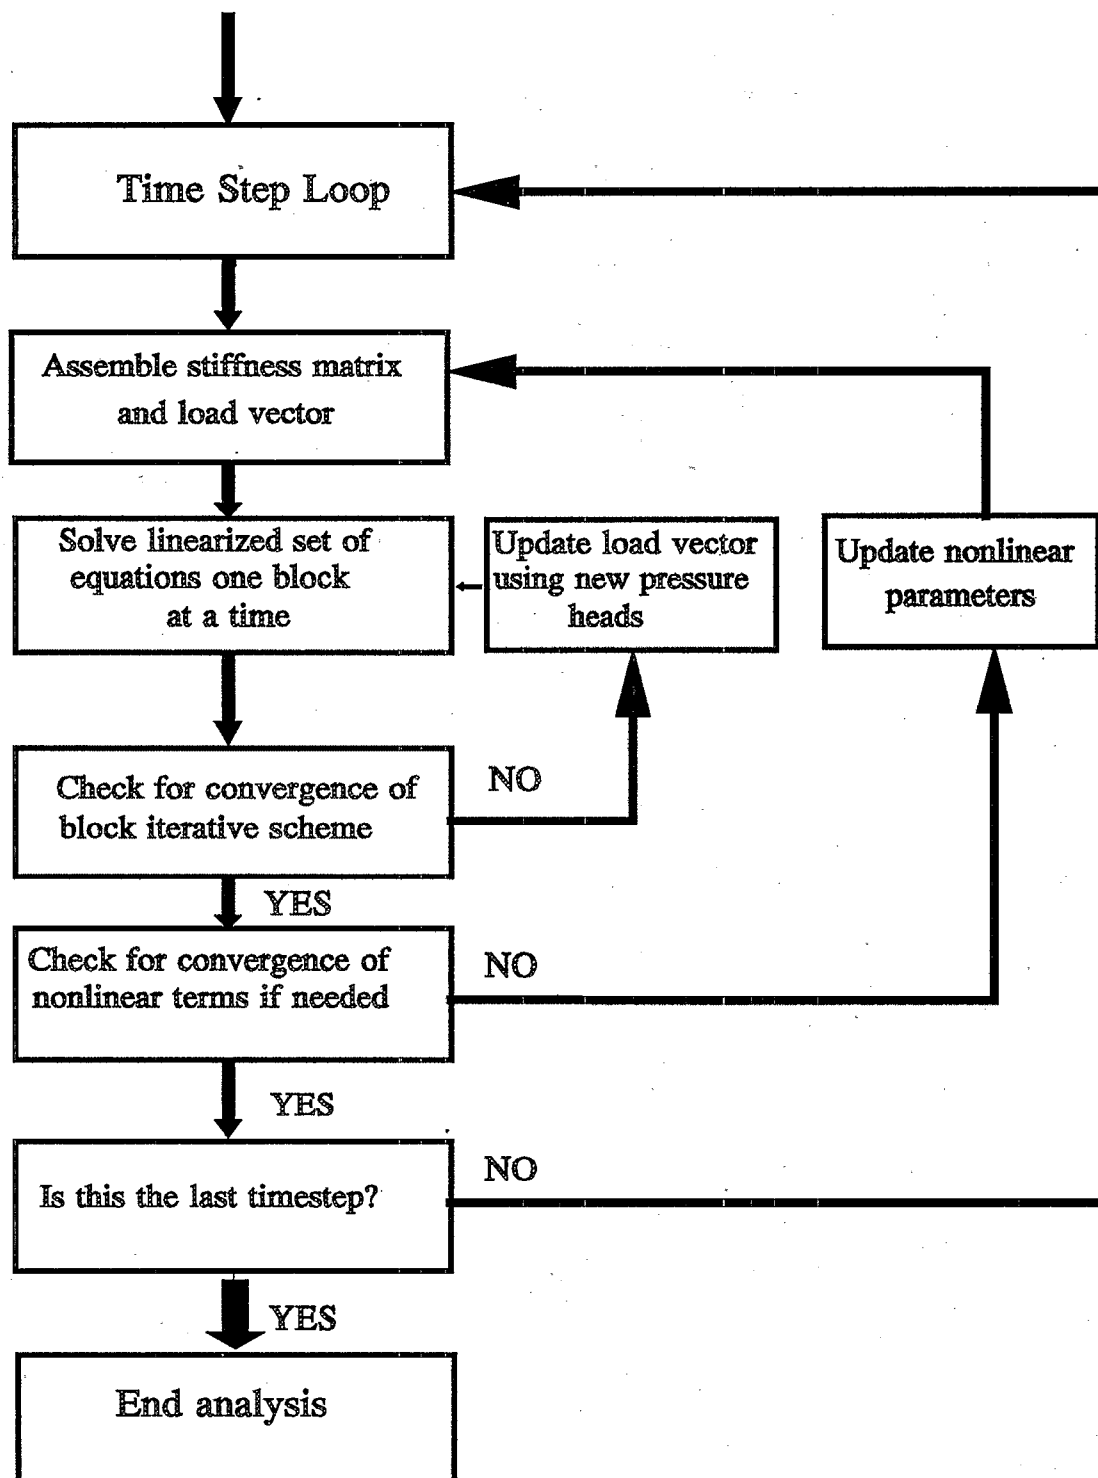 Time Step Loop
Assemble stiffness matrix
and load vector
Solve linearized set of
equations one block
at a time
Update load vector
using new pressure
heads
Update nonlinear
parameters
Check for convergence of
block iterative scheme
NO
YES
Check for convergence of
nonlinear terms if needed
NO
YES
Is this the last timestep?
NO
YES
End analysis